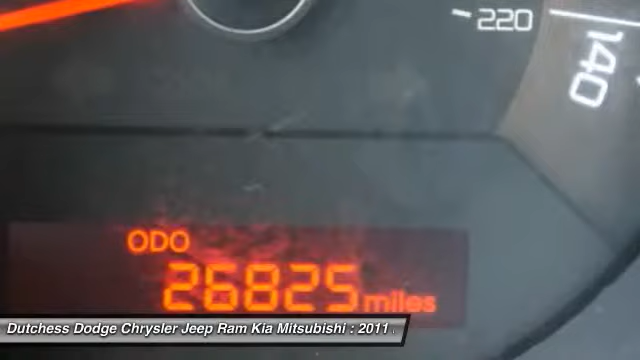 220
140
ODO
26825 miles
Dutchess Dodge Chrysler Jeep Ram Kia Mitsubishi : 2011